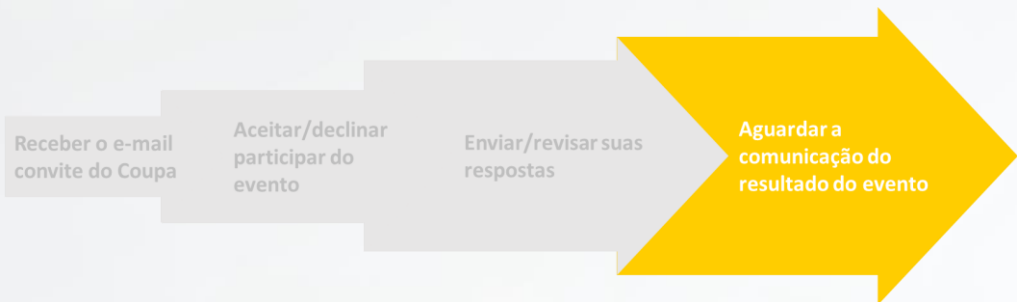 Receber o e-mail
convite do Coupa
Aceitar/declinar
participar do
evento
Enviar/revisar suas
respostas
Aguardar a
comunicação do
resultado do evento